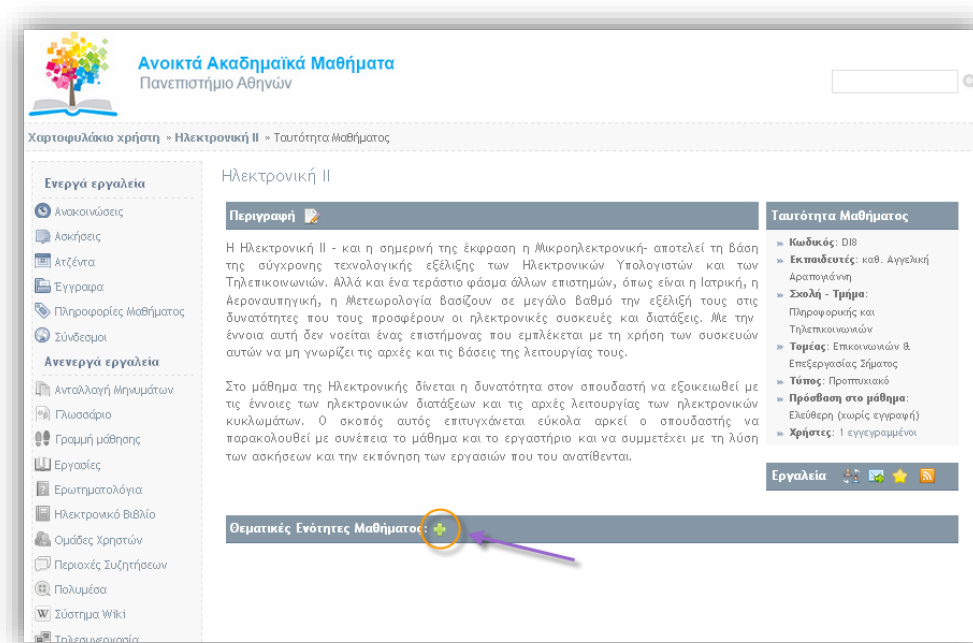 Ανοικτά Ακαδημαϊκά Μαθήματα
Πανεπιστήμιο Αθηνών
Χαρτοφυλάκιο χρήστη » Ηλεκτρονική ΙΙ » Ταυτότητα Μαθήματος
Ενεργά εργαλεία
Ανακοινώσεις
Ασκήσεις
Ατζέντα
Έγγραφα
Πληροφορίες Μαθήματος
Σύνδεσμοι
Ανενεργά εργαλεία
Ανταλλαγή Μηνυμάτων
Γλωσσάριο
Γραμμή μάθησης
Εργασίες
Ερωτηματολόγια
Ηλεκτρονικό Βιβλίο
Ομάδες Χρηστών
Περιοχές Συζητήσεων
Πολυμέσα
Σύστημα Wiki
Τηλεσυνεργασία
Ηλεκτρονική ΙΙ
Περιγραφή
Η Ηλεκτρονική ΙΙ - και η σημερινή της έκφραση η Μικροηλεκτρονική- αποτελεί τη βάση
της σύγχρονης τεχνολογικής εξέλιξης των Ηλεκτρονικών Υπολογιστών και των
Τηλεπικοινωνιών. Αλλά και ένα τεράστιο φάσμα άλλων επιστημών, όπως είναι η Ιατρική, η
Αεροναυπηγική, η Μετεωρολογία βασίζουν σε μεγάλο βαθμό την εξέλιξή τους στις
δυνατότητες που τους προσφέρουν οι ηλεκτρονικές συσκευές και διατάξεις. Με την
έννοια αυτή δεν νοείται ένας επιστήμονας που εμπλέκεται με τη χρήση των συσκευών
αυτών να μη γνωρίζει τις αρχές και τις βάσεις της λειτουργίας τους.
Στο μάθημα της Ηλεκτρονικής δίνεται η δυνατότητα στον σπουδαστή να εξοικειωθεί με
τις έννοιες των ηλεκτρονικών διατάξεων και τις αρχές λειτουργίας των ηλεκτρονικών
κυκλωμάτων. Ο σκοπός αυτός επιτυγχάνεται εύκολα αρκεί ο σπουδαστής να
παρακολουθεί με συνέπεια το μάθημα και το εργαστήριο και να συμμετέχει με τη λύση
των ασκήσεων και την εκπόνηση των εργασιών που του ανατίθενται.
Θεματικές Ενότητες Μαθήματος:
Ταυτότητα Μαθήματος
» Κωδικός: D18
» Εκπαιδευτές: καθ. Αγγελική
Αραπογιάννη
» Σχολή - Τμήμα:
Πληροφορικής και
Τηλεπικοινωνιών
» Τομέας: Επικοινωνιών &
Επεξεργασίας Σήματος
» Τύπος: Προπτυχιακό
» Πρόσβαση στο μάθημα:
Ελεύθερη (χωρίς εγγραφή)
» Χρήστες: 1 εγγεγραμμένοι
Εργαλεία